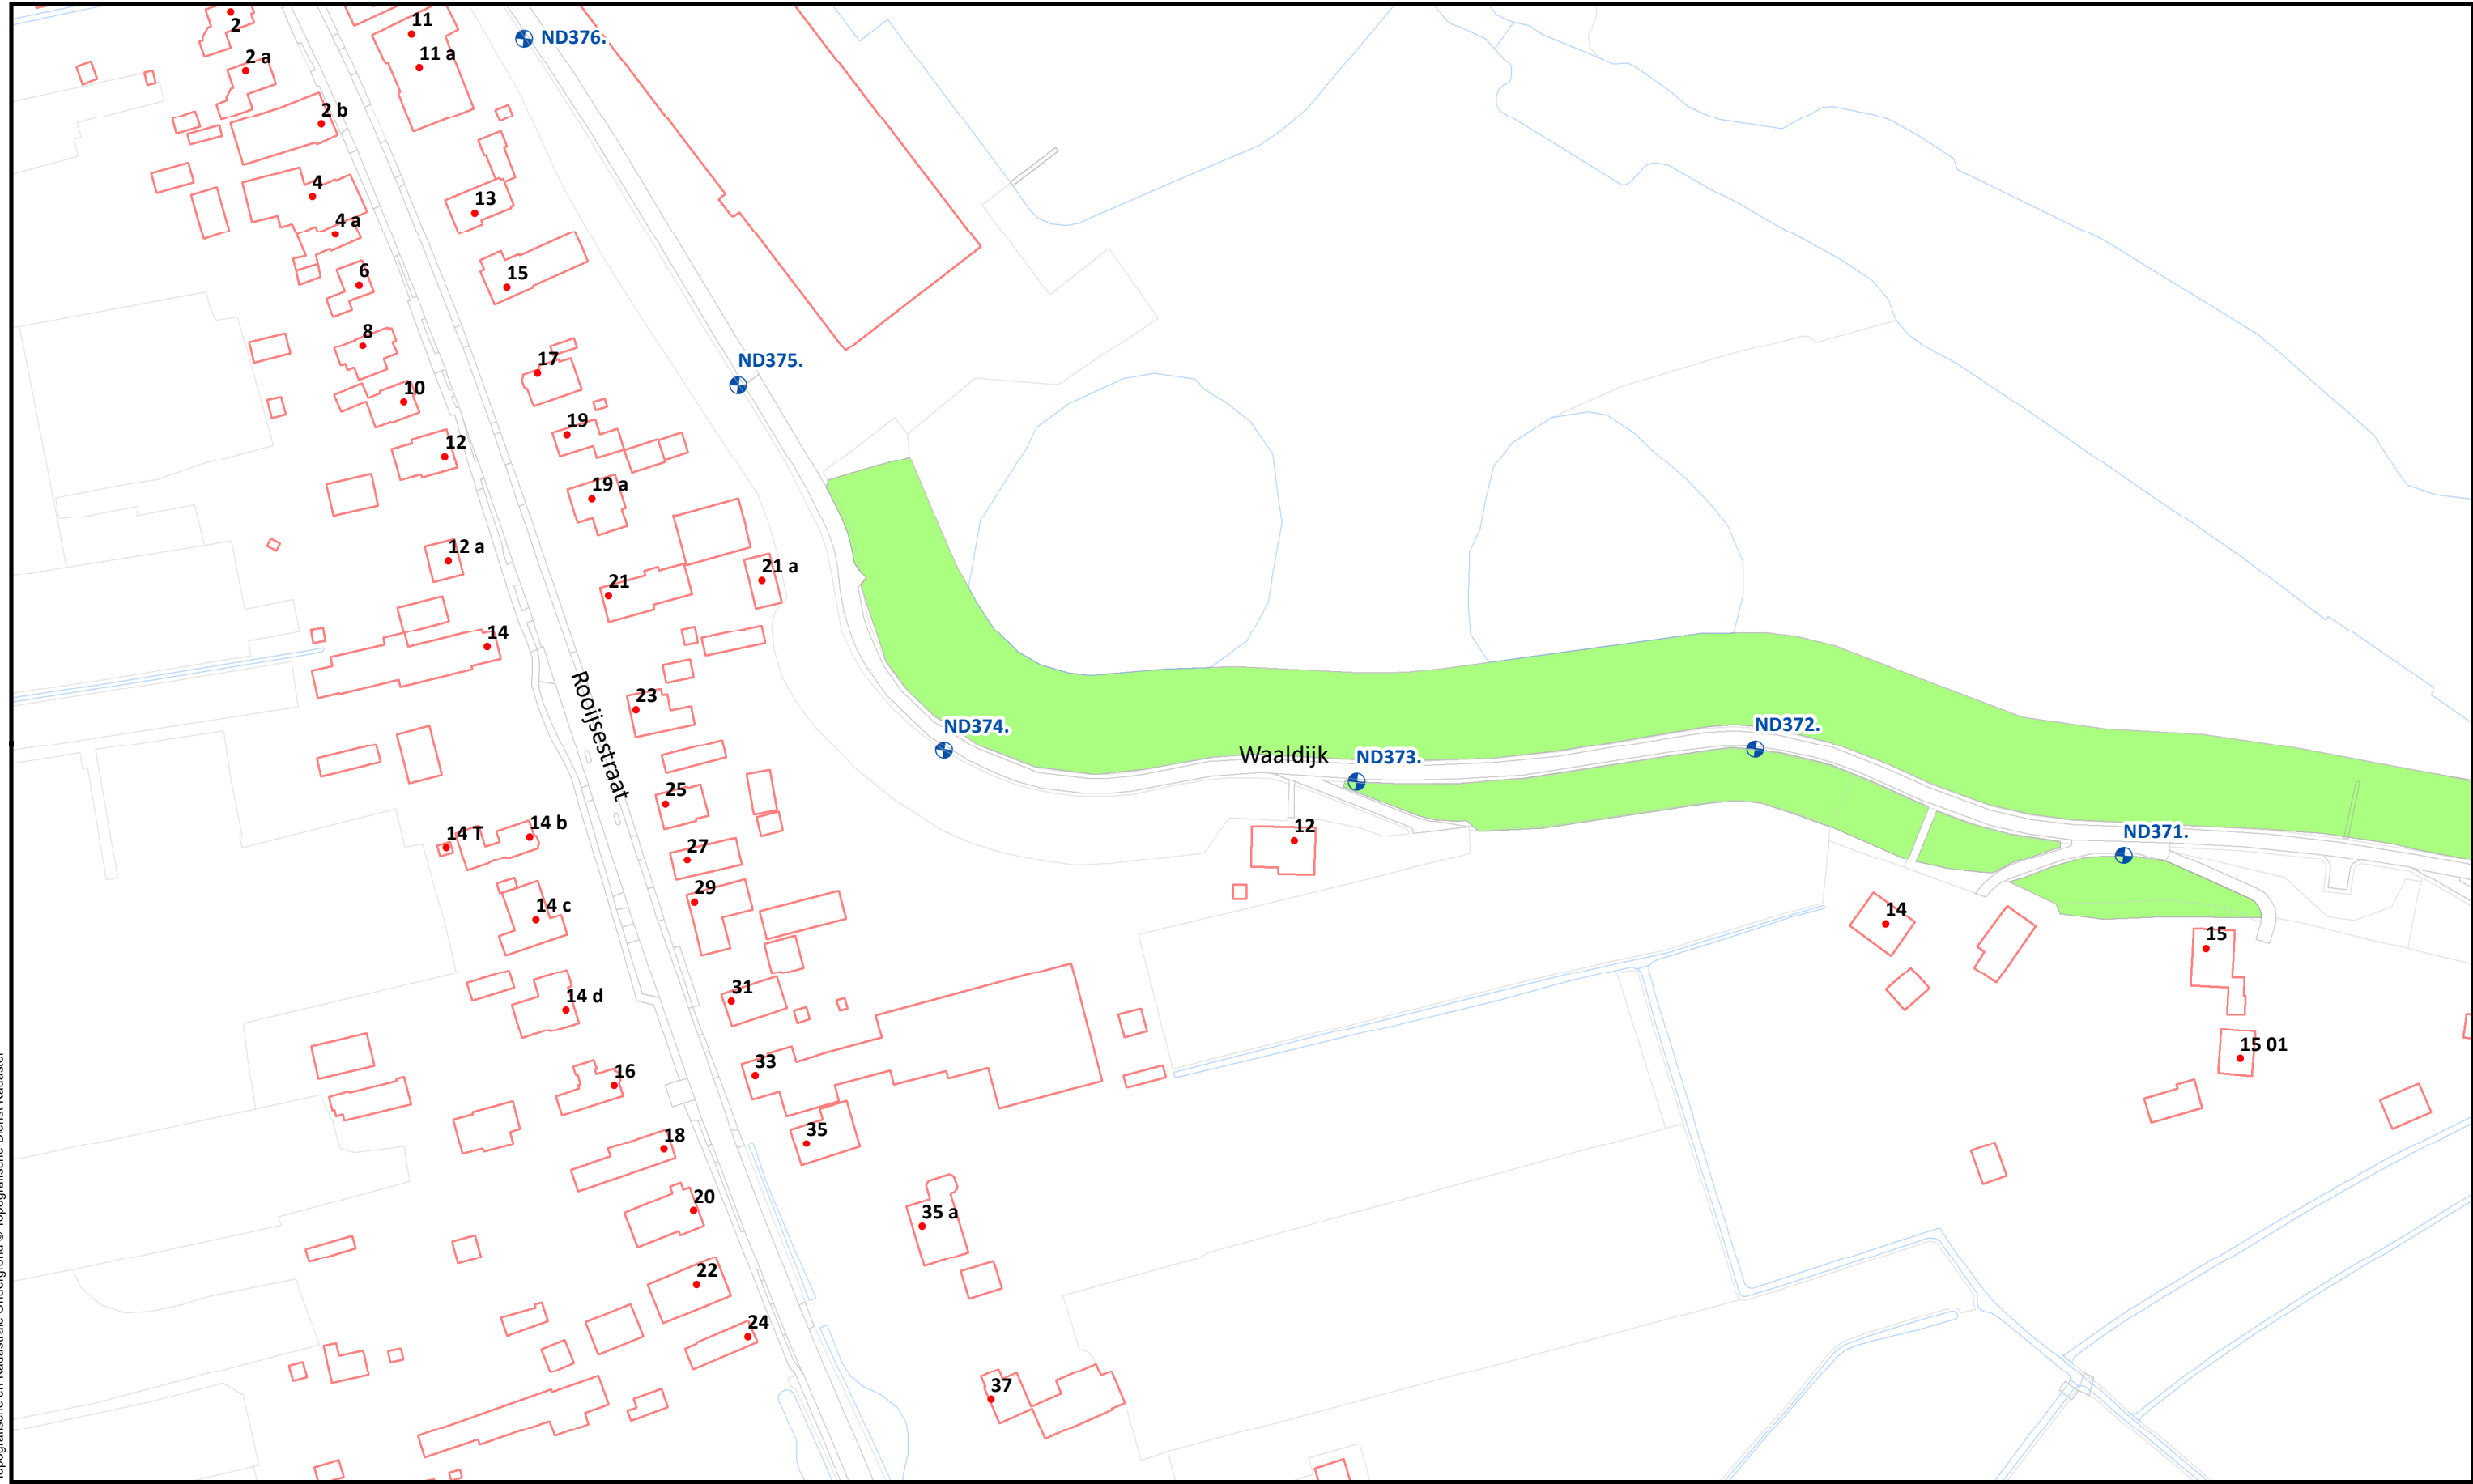 2
11
ND376.
11 a
2 a
2 b
4
13
4 a
6
15
8
17
ND375.
10
19
12
19 a
12 a
21 a
21
14
23
Rooijsestraat
ND374.
ND372.
Waaldijk
ND373.
25
14 T
14 b
12
ND371.
27
29
14 c
14
15
31
14 d
15 01
33
16
35
18
20
35 a
22
24
37